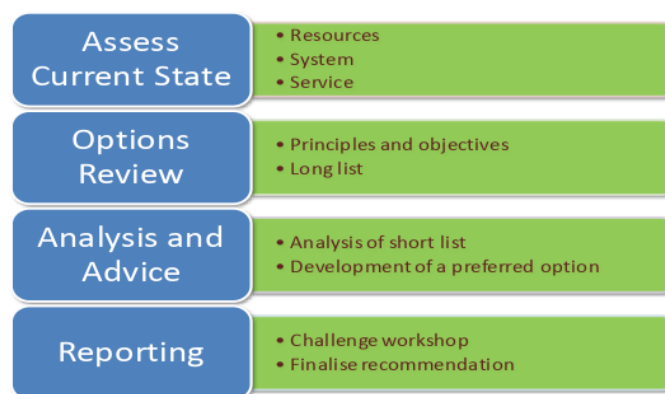 Assess
Current State
• Resources
• System
• Service
Options
Review
• Principles and objectives
• Long list
Analysis and
Advice
• Analysis of short list
• Development of a preferred option
Reporting
• Challenge workshop
• Finalise recommendation